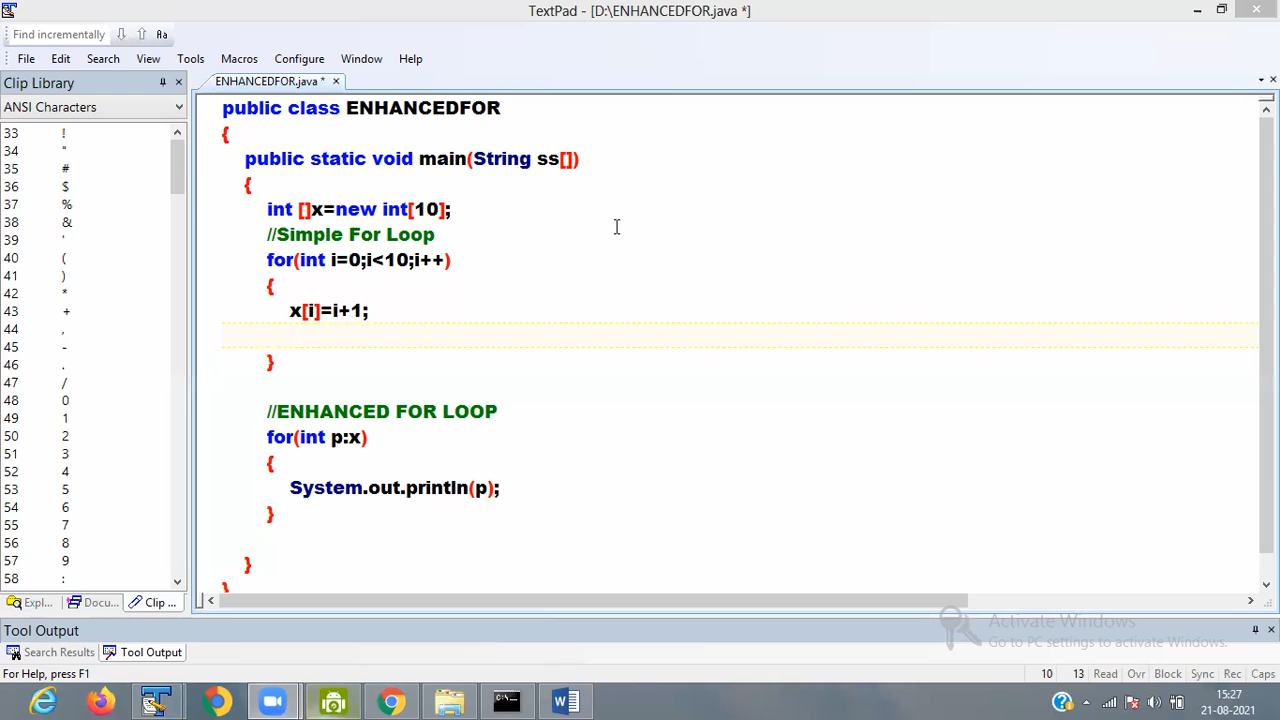 TextPad - [D:\ENHANCEDFOR.java *]
Find incrementally
Aa
File Edit Search View Tools Macros Configure Window Help
Clip Library
ENHANCEDFOR.java *
ANSI Characters
33 !
34 "
35 #
36 $
37 %
38 &
39 '
40 (
41 )
42 *
43 +
44 ,
45 -
46 .
47 /
48 0
49 1
50 2
51 3
52 4
53 5
54 6
55 7
56 8
57 9
58 :
public class ENHANCEDFOR
{
public static void main(String ss[])
{
int []x=new int[10];
//Simple For Loop
for(int i=0;i<10;i++)
{
x[i]=i+1;
}
//ENHANCED FOR LOOP
for(int p:x)
{
System.out.println(p);
}
}
}
Expl... Docu... Clip ...
Tool Output
Activate Windows
Go to PC settings to activate Windows.
Search Results Tool Output
For Help, press F1
10 13 Read Ovr Block Sync Rec Caps
15:27
21-08-2021